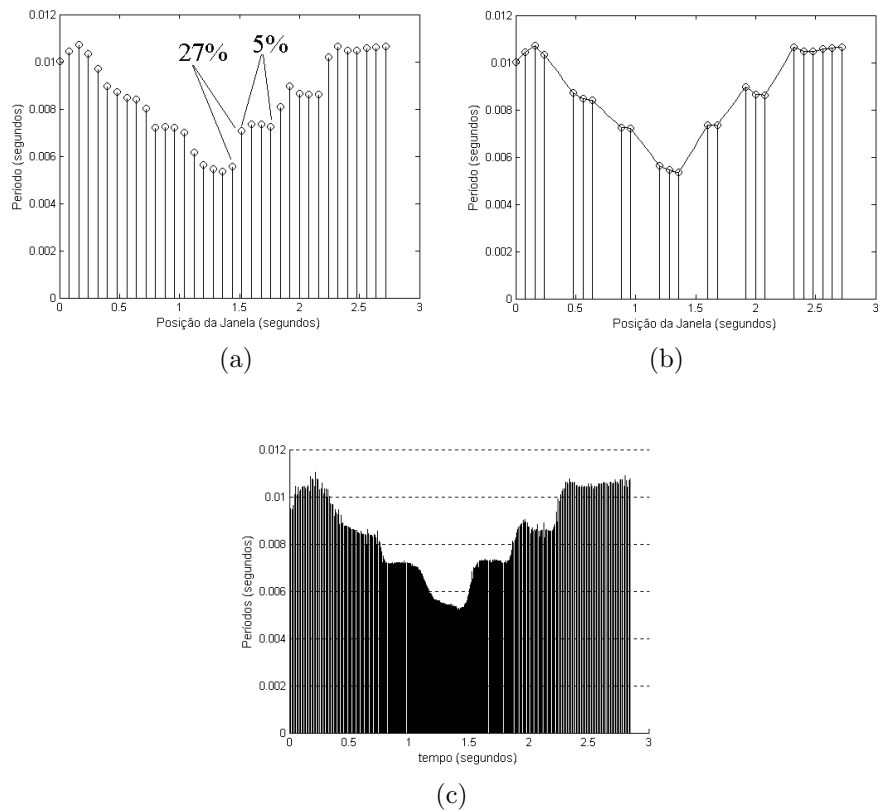 0.012
0.01
0.008
0.006
0.004
0.002
0
Período (segundos)
27%
5%
0 0.5 1 1.5 2 2.5 3
Posição da Janela (segundos)
(a)
0.012
0.01
0.008
0.006
0.004
0.002
0
Período (segundos)
0 0.5 1 1.5 2 2.5 3
Posição da Janela (segundos)
(b)
0.012
0.01
0.008
0.006
0.004
0.002
0
Períodos (segundos)
0 0.5 1 1.5 2 2.5 3
tempo (segundos)
(c)